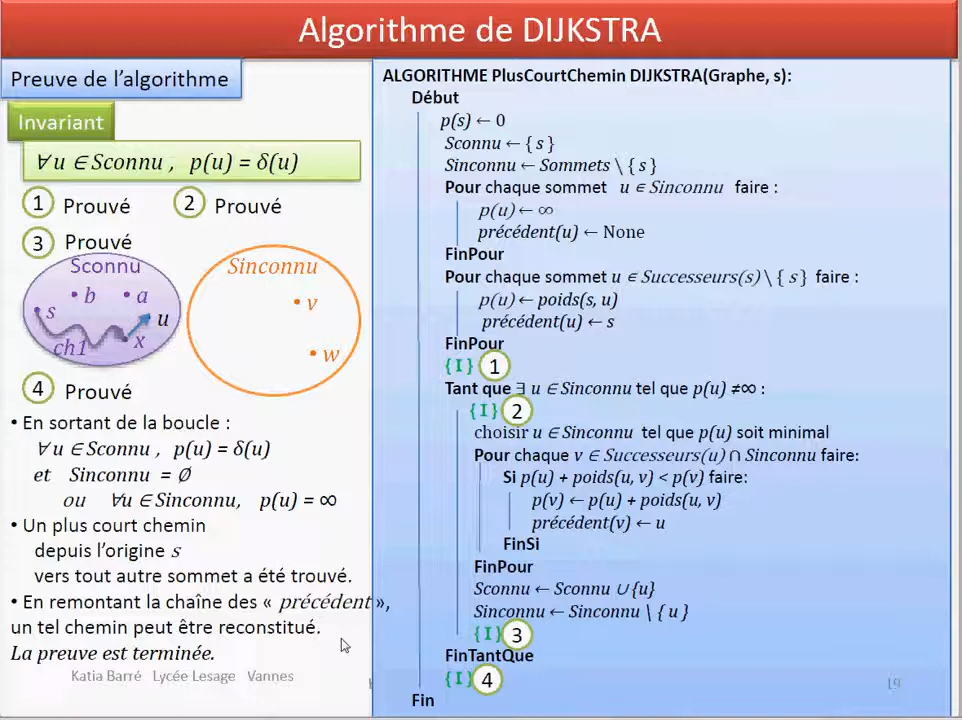 Algorithme de DIJKSTRA
Preuve de l'algorithme
Invariant
∀ u ∈ Sconnu , p(u) = δ(u)
1 Prouvé 2 Prouvé
3 Prouvé
Sconnu
b a
s
u
x
ch1
Sinconnu
v
w
4 Prouvé
• En sortant de la boucle :
∀ u ∈ Sconnu , p(u) = δ(u)
et Sinconnu = ∅
ou ∀u ∈ Sinconnu, p(u) = ∞
• Un plus court chemin
depuis l'origine s
vers tout autre sommet a été trouvé.
• En remontant la chaîne des « précédent »,
un tel chemin peut être reconstitué.
La preuve est terminée.
Katia Barré Lycée Lesage Vannes
ALGORITHME PlusCourtChemin DIJKSTRA(Graphe, s):
Début
p(s) ← 0
Sconnu ← { s }
Sinconnu ← Sommets \ { s }
Pour chaque sommet u ∈ Sinconnu faire :
p(u) ← ∞
précédent(u) ← None
FinPour
Pour chaque sommet u ∈ Successeurs(s) \ { s } faire :
p(u) ← poids(s, u)
précédent(u) ← s
FinPour
{ I } 1
Tant que ∃ u ∈ Sinconnu tel que p(u) ≠∞ :
{ I } 2
choisir u ∈ Sinconnu tel que p(u) soit minimal
Pour chaque v ∈ Successeurs(u) ∩ Sinconnu faire:
Si p(u) + poids(u, v) < p(v) faire:
p(v) ← p(u) + poids(u, v)
précédent(v) ← u
FinSi
FinPour
Sconnu ← Sconnu ∪ {u}
Sinconnu ← Sinconnu \ { u }
{ I } 3
FinTantQue
{ I } 4
Fin
19